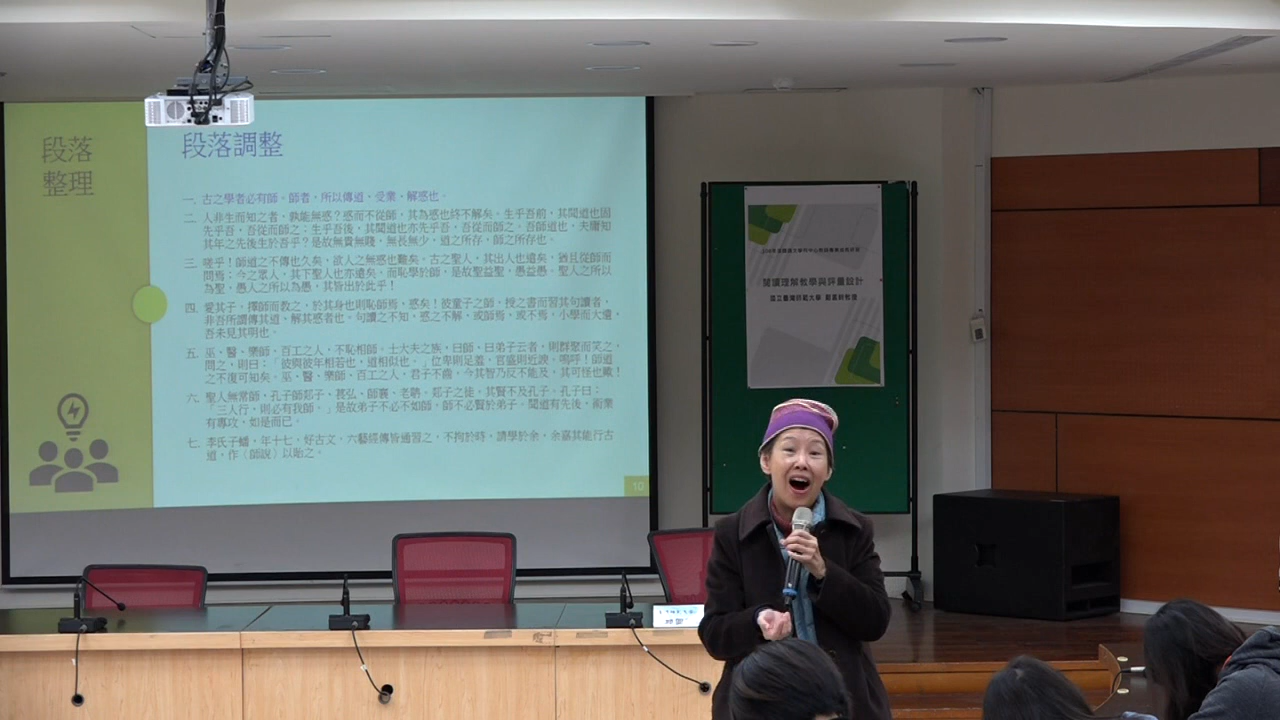 段落
整理
段落調整
一. 古之學者必有師。師者，所以傳道、受業、解惑也。
二. 人非生而知之者，孰能無惑？惑而不從師，其為惑也終不解矣。生乎吾前，其聞道也固
先乎吾，吾從而師之；生乎吾後，其聞道也亦先乎吾，吾從而師之。吾師道也，夫庸知
其年之先後生於吾乎？是故無貴無賤，無長無少，道之所存，師之所存也。
三. 嗟乎！師道之不傳也久矣，欲人之無惑也難矣。古之聖人，其出人也遠矣，猶且從師而
問焉；今之眾人，其下聖人也亦遠矣，而恥學於師，是故聖益聖，愚益愚。聖人之所以
為聖，愚人之所以為愚，其皆出於此乎！
四. 愛其子，擇師而教之，於其身也則恥師焉，惑矣！彼童子之師，授之書而習其句讀者，
非吾所謂傳其道、解其惑者也。句讀之不知，惑之不解，或師焉，或不焉，小學而大遺，
吾未見其明也。
五. 巫、醫、樂師、百工之人，不恥相師。士大夫之族，曰師、曰弟子云者，則群聚而笑之。
問之，則曰：「彼與彼年相若也，道相似也。」位卑則足羞，官盛則近諛。嗚呼！師道
之不復可知矣。巫、醫、樂師、百工之人，君子不齒，今其智乃反不能及，其可怪也歟！
六. 聖人無常師。孔子師郯子、萇弘、師襄、老聃。郯子之徒，其賢不及孔子。孔子曰：
「三人行，則必有我師。」是故弟子不必不如師，師不必賢於弟子。聞道有先後，術業
有專攻，如是而已。
七. 李氏子蟠，年十七，好古文，六藝經傳皆通習之，不拘於時，請學於余，余嘉其能行古
道，作〈師說〉以貽之。
10
閱讀理解教學與評量設計
國立臺灣師範大學